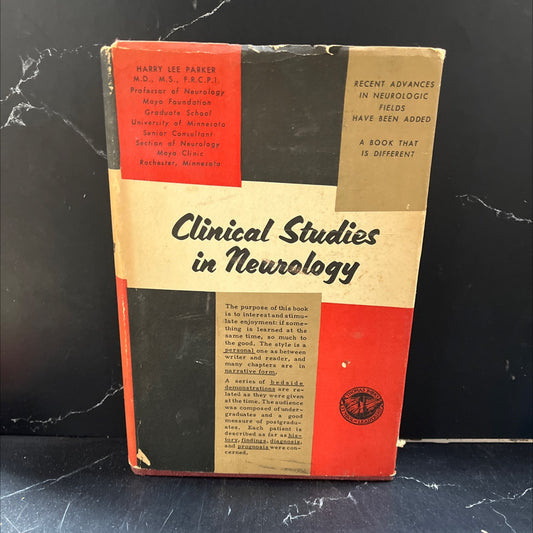 HARRY LEE PARKER
M.D., M.S., F.R.C.P.I.
Professor of Neurology
Mayo Foundation
Graduate School
University of Minnesota
Senior Consultant
Section of Neurology
Mayo Clinic
Rochester, Minnesota
RECENT ADVANCES
IN NEUROLOGIC
FIELDS
HAVE BEEN ADDED
A BOOK THAT
IS DIFFERENT
Clinical Studies
in Neurology
The purpose of this book
is to interest and stimu-
late enjoyment: if some-
thing is learned at the
same time, so much to
the good. The style is a
personal one as between
writer and reader, and
many chapters are in
narrative form.
A series of bedside
demonstrations are re-
lated as they were given
at the time. The audience
was composed of under-
graduates and a good
measure of postgradu-
ates. Each patient is
described as far as his-
tory, findings, diagnosis,
and prognosis were con-
cerned.